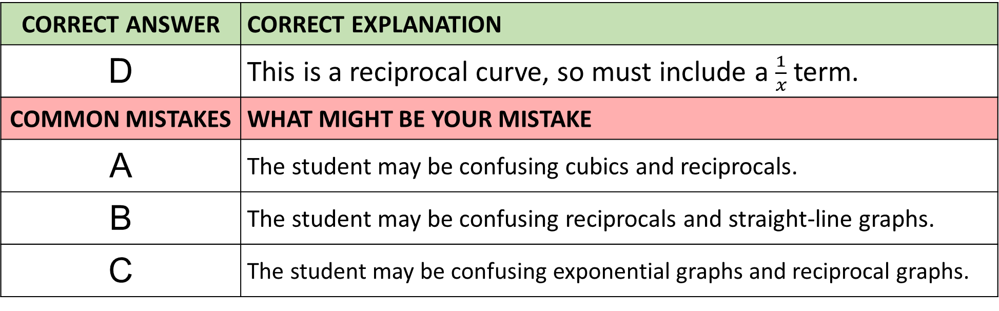 CORRECT ANSWER CORRECT EXPLANATION
D This is a reciprocal curve, so must include a 1/x term.
COMMON MISTAKES WHAT MIGHT BE YOUR MISTAKE
A The student may be confusing cubics and reciprocals.
B The student may be confusing reciprocals and straight-line graphs.
C The student may be confusing exponential graphs and reciprocal graphs.